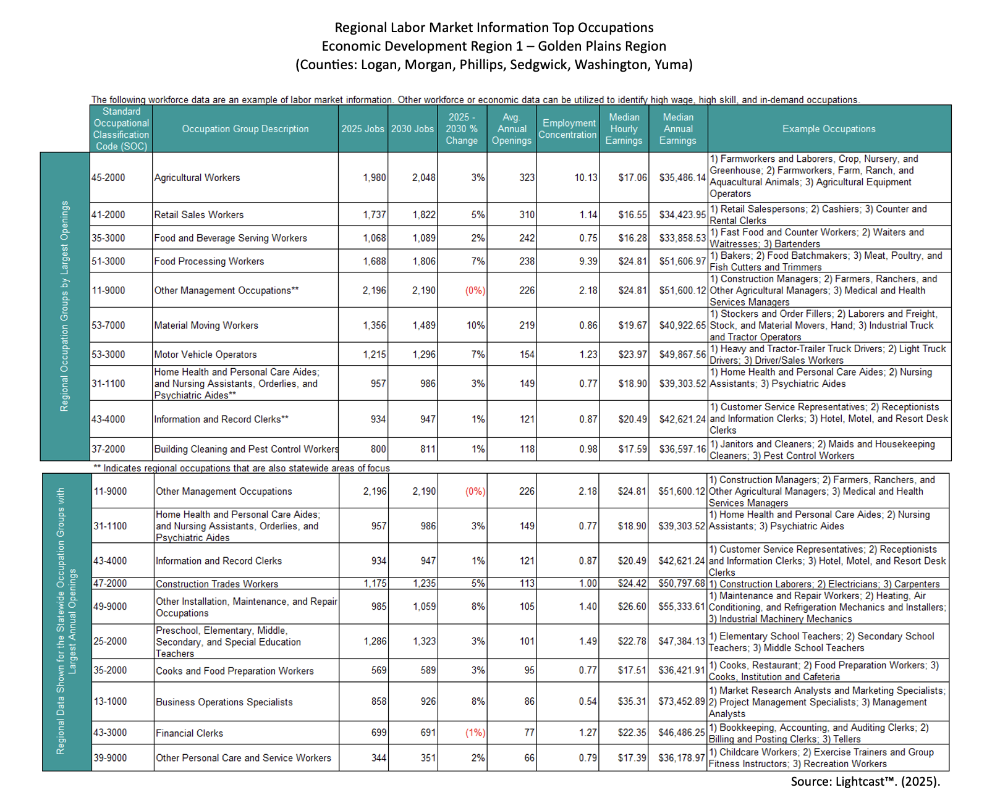 Regional Labor Market Information Top Occupations
Economic Development Region 1 – Golden Plains Region
(Counties: Logan, Morgan, Phillips, Sedgwick, Washington, Yuma)
The following workforce data are an example of labor market information. Other workforce or economic data can be utilized to identify high wage, high skill, and in-demand occupations.
Standard
Occupational
Classification
Code (SOC)
Occupation Group Description
2025 Jobs
2030 Jobs
2025 -
2030 %
Change
Avg.
Annual
Openings
Employment
Concentration
Median
Hourly
Earnings
Median
Annual
Earnings
Example Occupations
Regional Occupation Groups by Largest Openings
45-2000
Agricultural Workers
1,980
2,048
3%
323
10.13
$17.06
$35,486.14
1) Farmworkers and Laborers, Crop, Nursery, and
Greenhouse; 2) Farmworkers, Farm, Ranch, and
Aquacultural Animals; 3) Agricultural Equipment
Operators
41-2000
Retail Sales Workers
1,737
1,822
5%
310
1.14
$16.55
$34,423.95
1) Retail Salespersons; 2) Cashiers; 3) Counter and
Rental Clerks
35-3000
Food and Beverage Serving Workers
1,068
1,089
2%
242
0.75
$16.28
$33,858.53
1) Fast Food and Counter Workers; 2) Waiters and
Waitresses; 3) Bartenders
51-3000
Food Processing Workers
1,688
1,806
7%
238
9.39
$24.81
$51,606.97
1) Bakers; 2) Food Batchmakers; 3) Meat, Poultry, and
Fish Cutters and Trimmers
11-9000
Other Management Occupations**
2,196
2,190
(0%)
226
2.18
$24.81
$51,600.12
1) Construction Managers; 2) Farmers, Ranchers, and
Other Agricultural Managers; 3) Medical and Health
Services Managers
53-7000
Material Moving Workers
1,356
1,489
10%
219
0.86
$19.67
$40,922.65
1) Stockers and Order Fillers; 2) Laborers and Freight,
Stock, and Material Movers, Hand; 3) Industrial Truck
and Tractor Operators
53-3000
Motor Vehicle Operators
1,215
1,296
7%
154
1.23
$23.97
$49,867.56
1) Heavy and Tractor-Trailer Truck Drivers; 2) Light Truck
Drivers; 3) Driver/Sales Workers
31-1100
Home Health and Personal Care Aides;
and Nursing Assistants, Orderlies, and
Psychiatric Aides**
957
986
3%
149
0.77
$18.90
$39,303.52
1) Home Health and Personal Care Aides; 2) Nursing
Assistants; 3) Psychiatric Aides
43-4000
Information and Record Clerks**
934
947
1%
121
0.87
$20.49
$42,621.24
1) Customer Service Representatives; 2) Receptionists
and Information Clerks; 3) Hotel, Motel, and Resort Desk
Clerks
37-2000
Building Cleaning and Pest Control Workers
800
811
1%
118
0.98
$17.59
$36,597.16
1) Janitors and Cleaners; 2) Maids and Housekeeping
Cleaners; 3) Pest Control Workers
** Indicates regional occupations that are also statewide areas of focus
Regional Data Shown for the Statewide Occupation Groups with
Largest Annual Openings
11-9000
Other Management Occupations
2,196
2,190
(0%)
226
2.18
$24.81
$51,600.12
1) Construction Managers; 2) Farmers, Ranchers, and
Other Agricultural Managers; 3) Medical and Health
Services Managers
31-1100
Home Health and Personal Care Aides;
and Nursing Assistants, Orderlies, and
Psychiatric Aides
957
986
3%
149
0.77
$18.90
$39,303.52
1) Home Health and Personal Care Aides; 2) Nursing
Assistants; 3) Psychiatric Aides
43-4000
Information and Record Clerks
934
947
1%
121
0.87
$20.49
$42,621.24
1) Customer Service Representatives; 2) Receptionists
and Information Clerks; 3) Hotel, Motel, and Resort Desk
Clerks
47-2000
Construction Trades Workers
1,175
1,235
5%
113
1.00
$24.42
$50,797.68
1) Construction Laborers; 2) Electricians; 3) Carpenters
49-9000
Other Installation, Maintenance, and Repair
Occupations
985
1,059
8%
105
1.40
$26.60
$55,333.61
1) Maintenance and Repair Workers; 2) Heating, Air
Conditioning, and Refrigeration Mechanics and Installers;
3) Industrial Machinery Mechanics
25-2000
Preschool, Elementary, Middle,
Secondary, and Special Education
Teachers
1,286
1,323
3%
101
1.49
$22.78
$47,384.13
1) Elementary School Teachers; 2) Secondary School
Teachers; 3) Middle School Teachers
35-2000
Cooks and Food Preparation Workers
569
589
3%
95
0.77
$17.51
$36,421.91
1) Cooks, Restaurant; 2) Food Preparation Workers; 3)
Cooks, Institution and Cafeteria
13-1000
Business Operations Specialists
858
926
8%
86
0.54
$35.31
$73,452.89
1) Market Research Analysts and Marketing Specialists;
2) Project Management Specialists; 3) Management
Analysts
43-3000
Financial Clerks
699
691
(1%)
77
1.27
$22.35
$46,486.25
1) Bookkeeping, Accounting, and Auditing Clerks; 2)
Billing and Posting Clerks; 3) Tellers
39-9000
Other Personal Care and Service Workers
344
351
2%
66
0.79
$17.39
$36,178.97
1) Childcare Workers; 2) Exercise Trainers and Group
Fitness Instructors; 3) Recreation Workers
Source: Lightcast™. (2025).